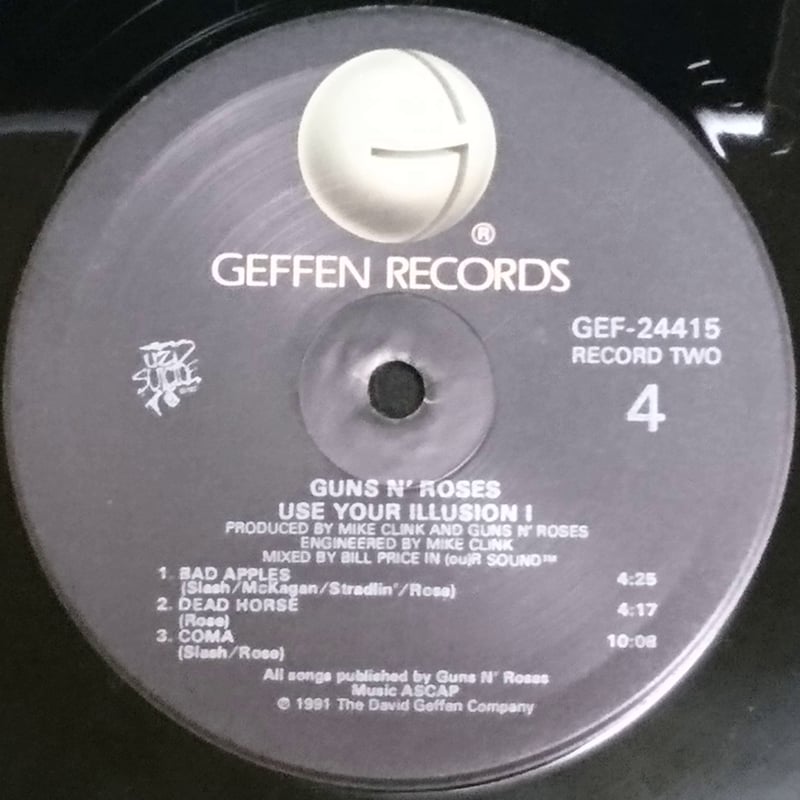 ®
GEFFEN RECORDS
GEF-24415
RECORD TWO
4
UZI
SUICIDE
GUNS N' ROSES
USE YOUR ILLUSION I
PRODUCED BY MIKE CLINK AND GUNS N' ROSES
ENGINEERED BY MIKE CLINK
MIXED BY BILL PRICE IN (ou)R SOUND™
1. BAD APPLES 4:25
(Slash/McKagan/Stradlin'/Rose)
2. DEAD HORSE 4:17
(Rose)
3. COMA 10:08
(Slash/Rose)
All songs published by Guns N' Roses
Music ASCAP
© 1991 The David Geffen Company